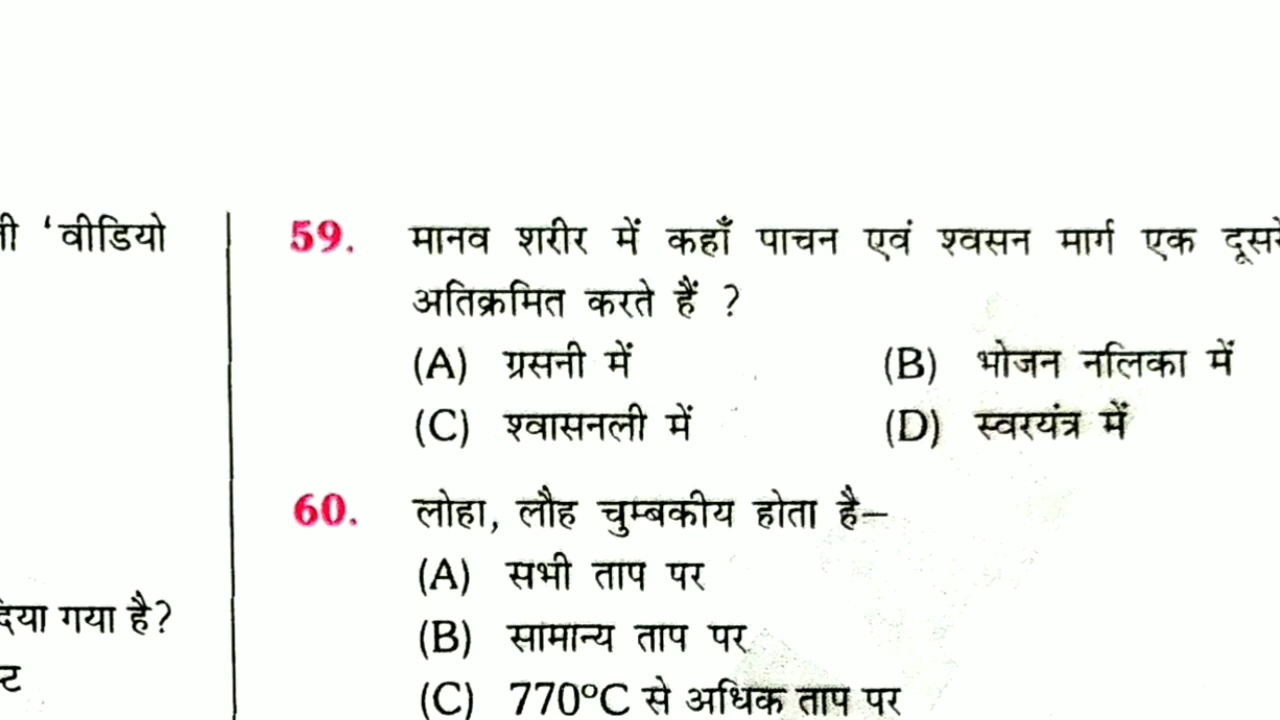 'वीडियो
दिया गया है?
59. मानव शरीर में कहाँ पाचन एवं श्वसन मार्ग एक दूसरे
अतिक्रमित करते हैं ?
(A) ग्रसनी में (B) भोजन नलिका में
(C) श्वासनली में (D) स्वरयंत्र में
60. लोहा, लौह चुम्बकीय होता है–
(A) सभी ताप पर
(B) सामान्य ताप पर
(C) 770°C से अधिक ताप पर